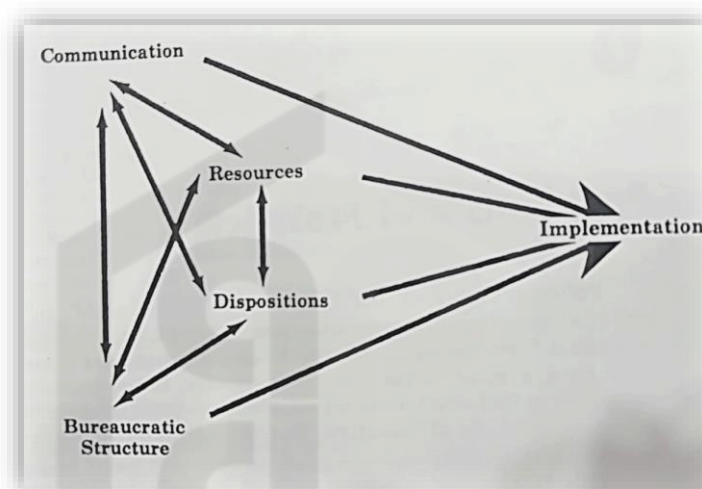 Communication
Resources
Implementation
Dispositions
Bureaucratic
Structure